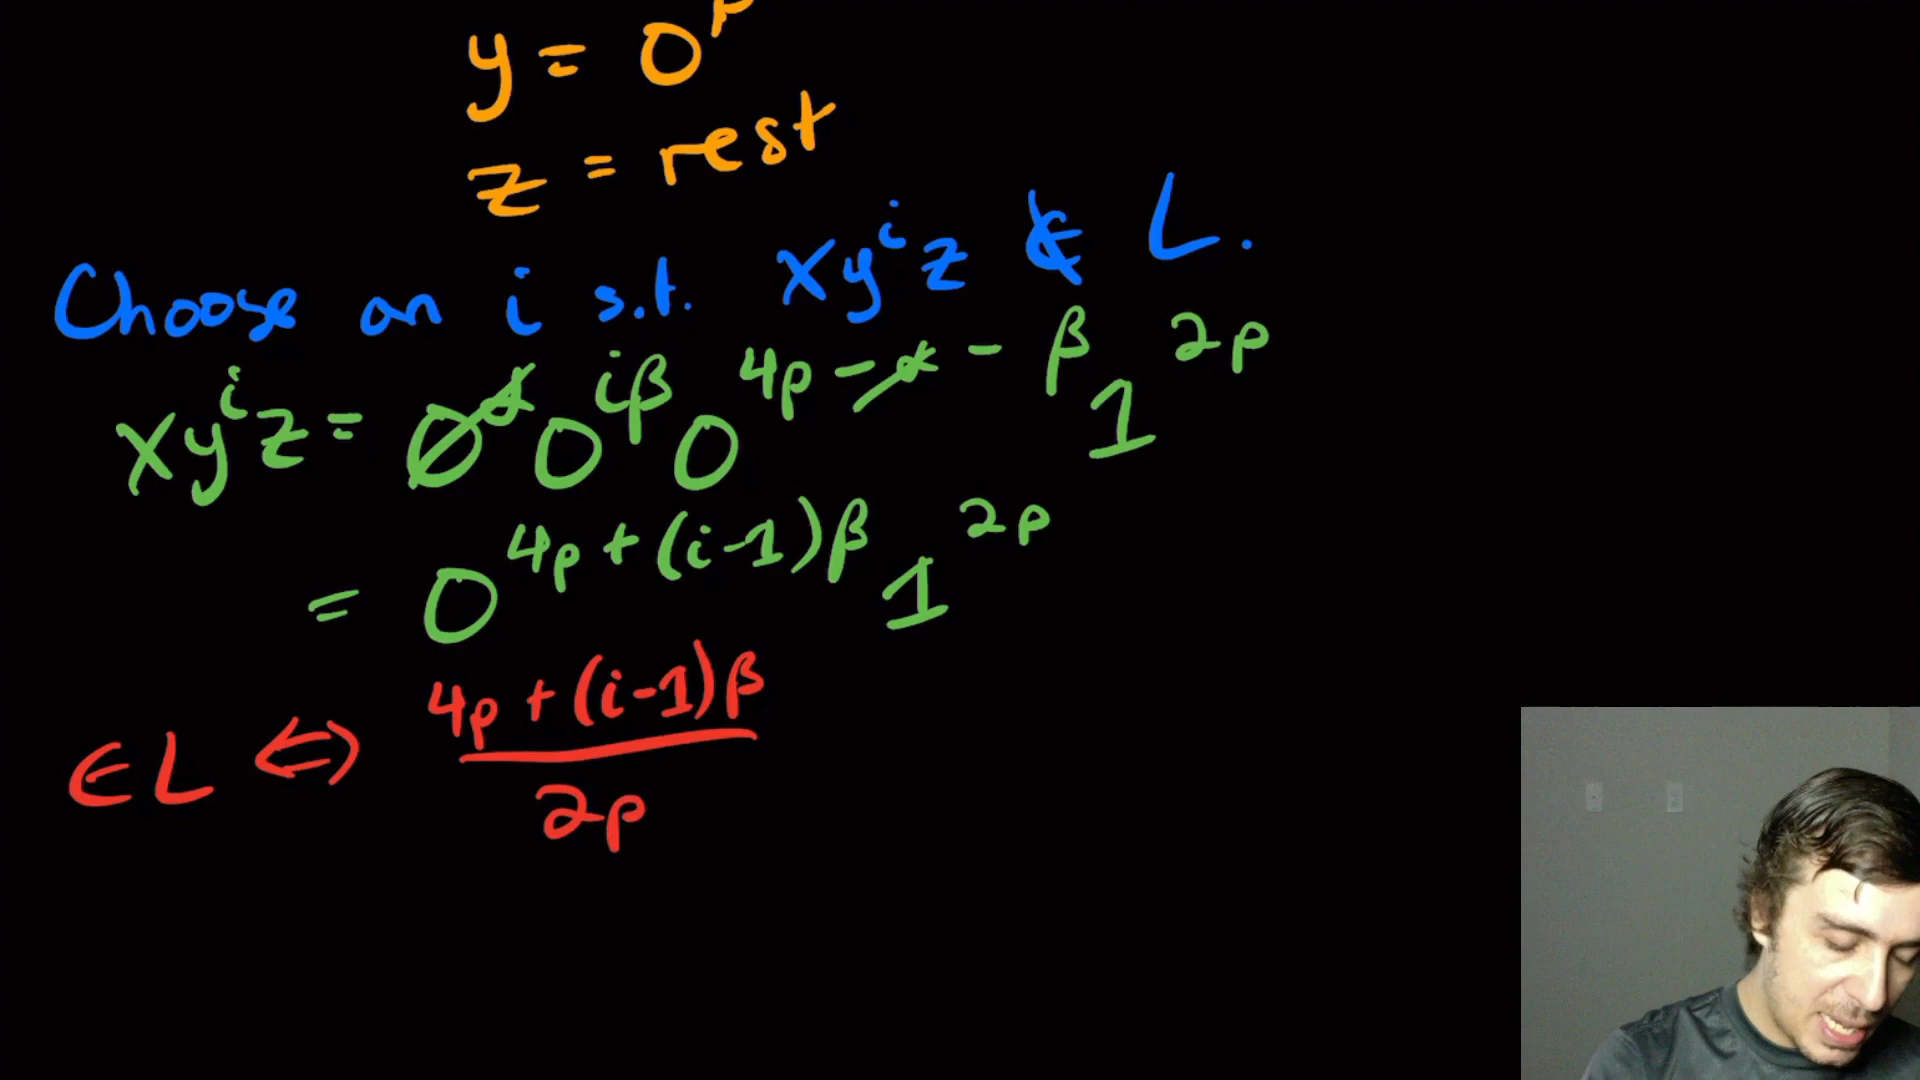 y = 0^β
z = rest
Choose an i s.t. xy^i z ∉ L.
xy^i z = 0^α 0^{iβ} 0^{4p - α - β} 1^{2p}
= 0^{4p + (i-1)β} 1^{2p}
∈ L ⇔ \frac{4p + (i-1)β}{2p}